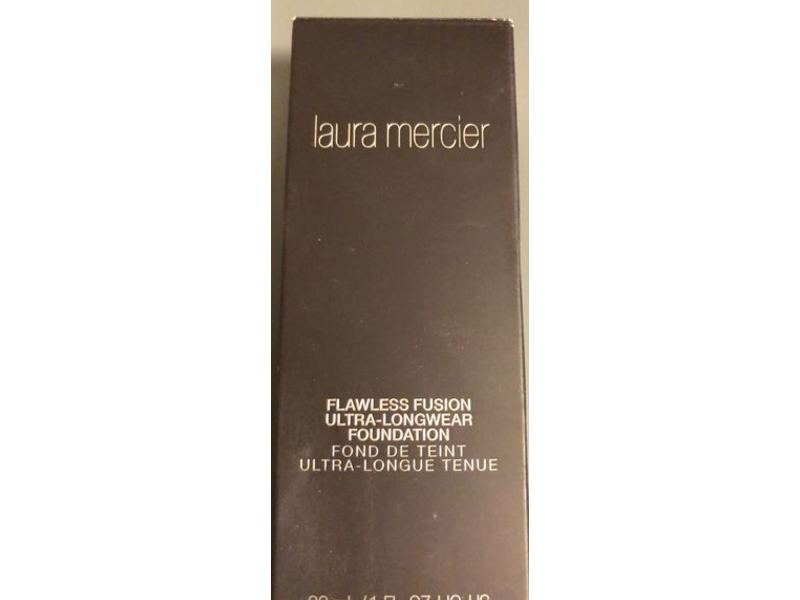 laura mercier
FLAWLESS FUSION
ULTRA-LONGWEAR
FOUNDATION
FOND DE TEINT
ULTRA-LONGUE TENUE